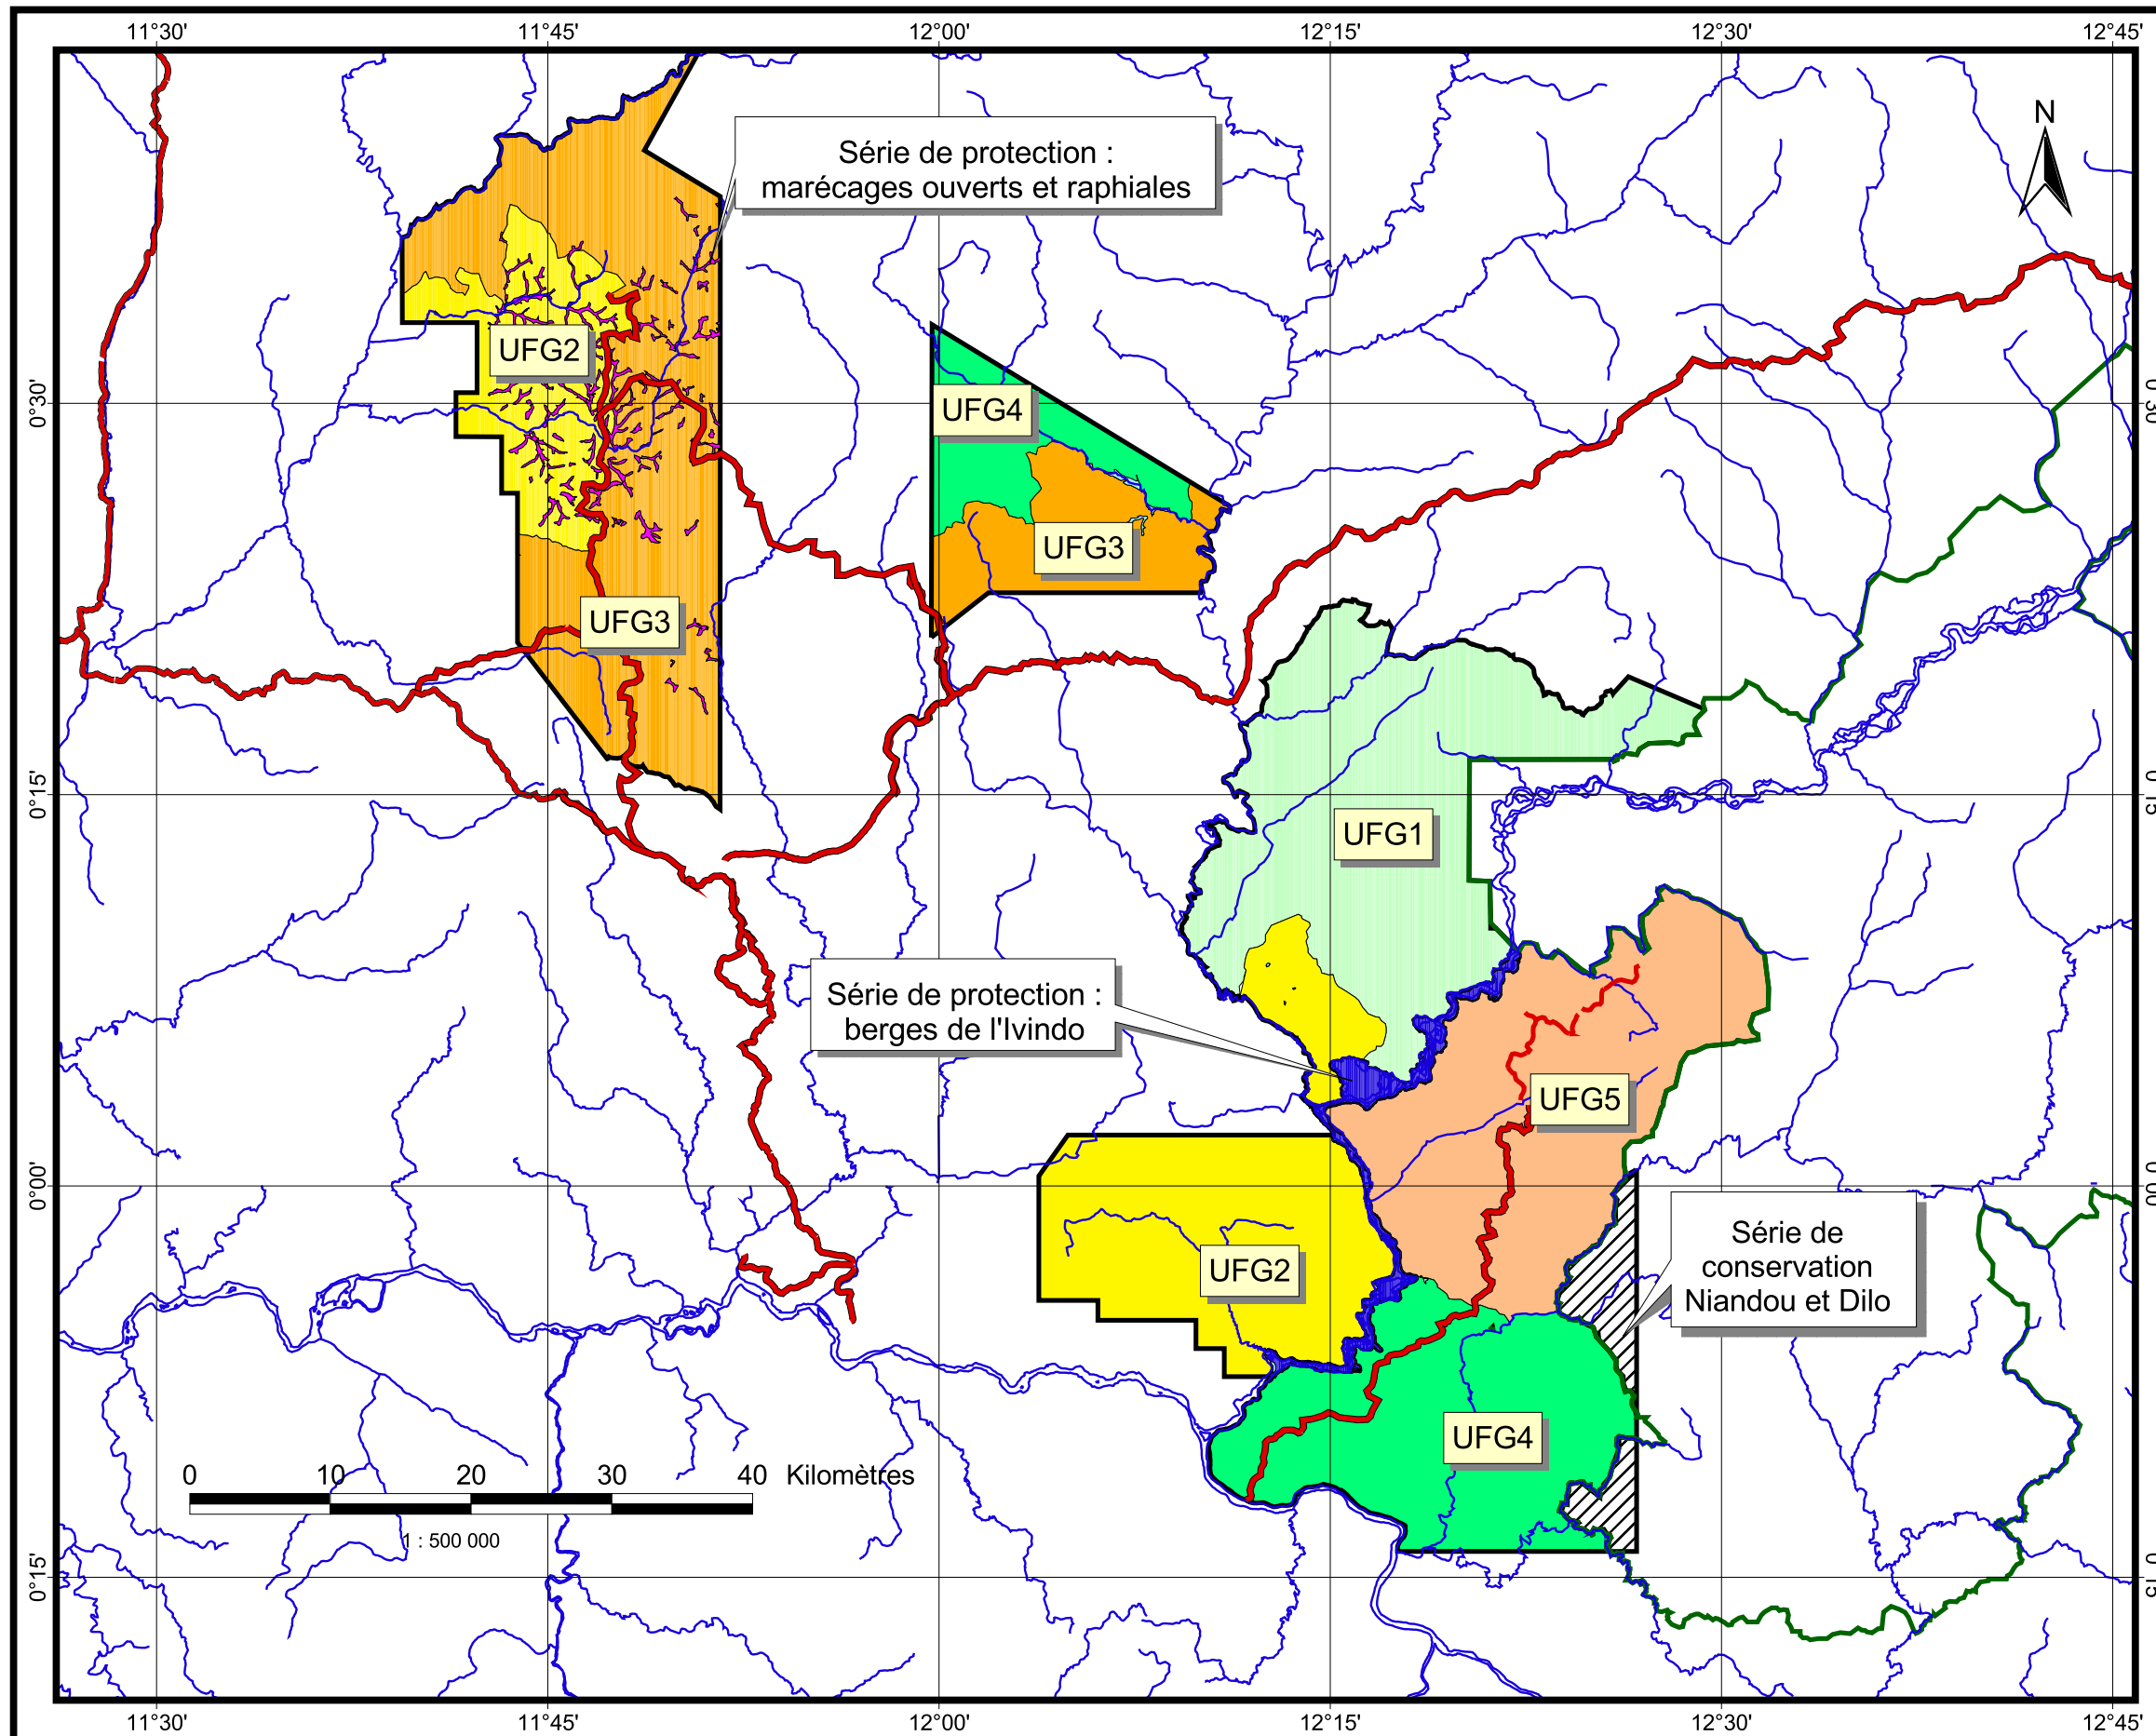 11°30' 11°45' 12°00' 12°15' 12°30' 12°45'
N
Série de protection :
marécages ouverts et raphiales
UFG2
0°30'
UFG4
UFG3
UFG3
0°15'
UFG1
Série de protection :
berges de l'Ivindo
UFG5
0°00'
Série de
conservation
Niandou et Dilo
UFG2
UFG4
0 10 20 30 40 Kilomètres
1 : 500 000
0°15'
11°30' 11°45' 12°00' 12°15' 12°30' 12°45'